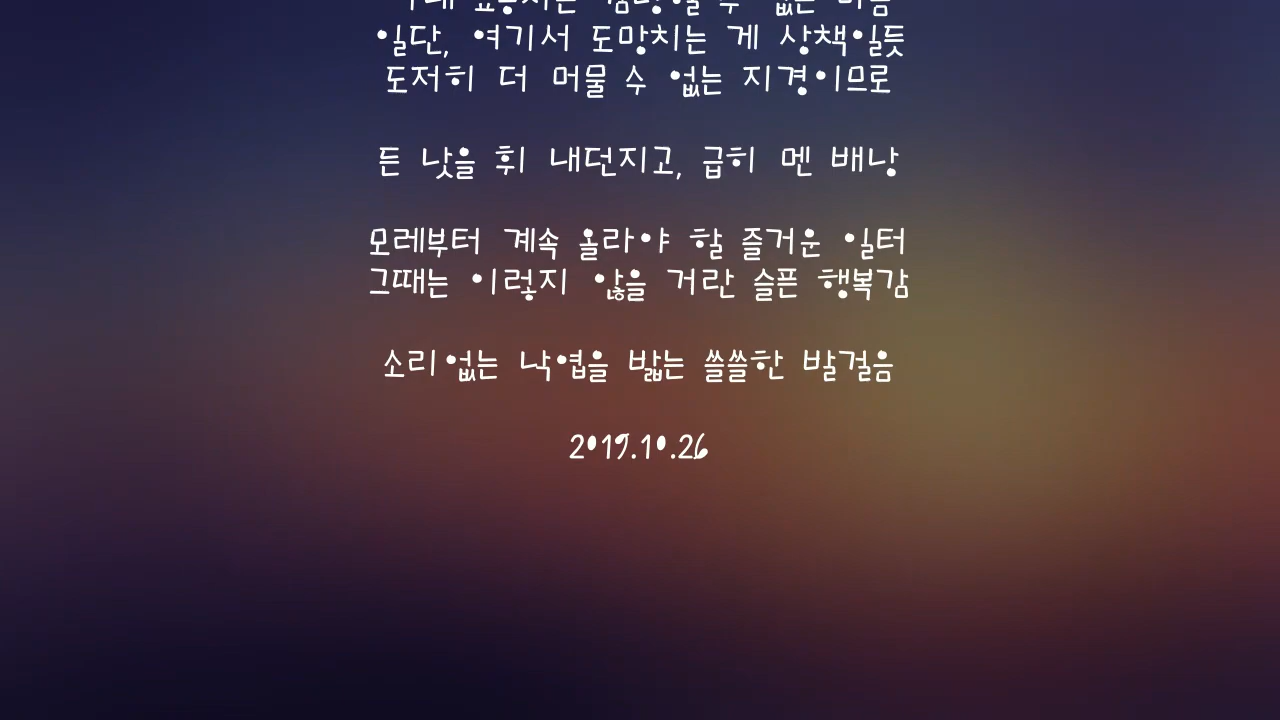 일단, 여기서 도망치는 게 상책일듯
도저히 더 머물 수 없는 지경이므로
든 낫을 휘 내던지고, 급히 멘 배낭
모레부터 계속 올라야 할 즐거운 일터
그때는 이렇지 않을 거란 슬픈 행복감
소리없는 낙엽을 밟는 쓸쓸한 발걸음
2019.10.26